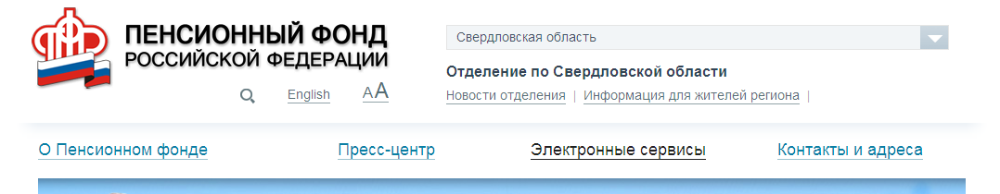 ПЕНСИОННЫЙ ФОНД
РОССИЙСКОЙ ФЕДЕРАЦИИ
English
AA
Свердловская область
Отделение по Свердловской области
Новости отделения | Информация для жителей региона |
О Пенсионном фонде
Пресс-центр
Электронные сервисы
Контакты и адреса